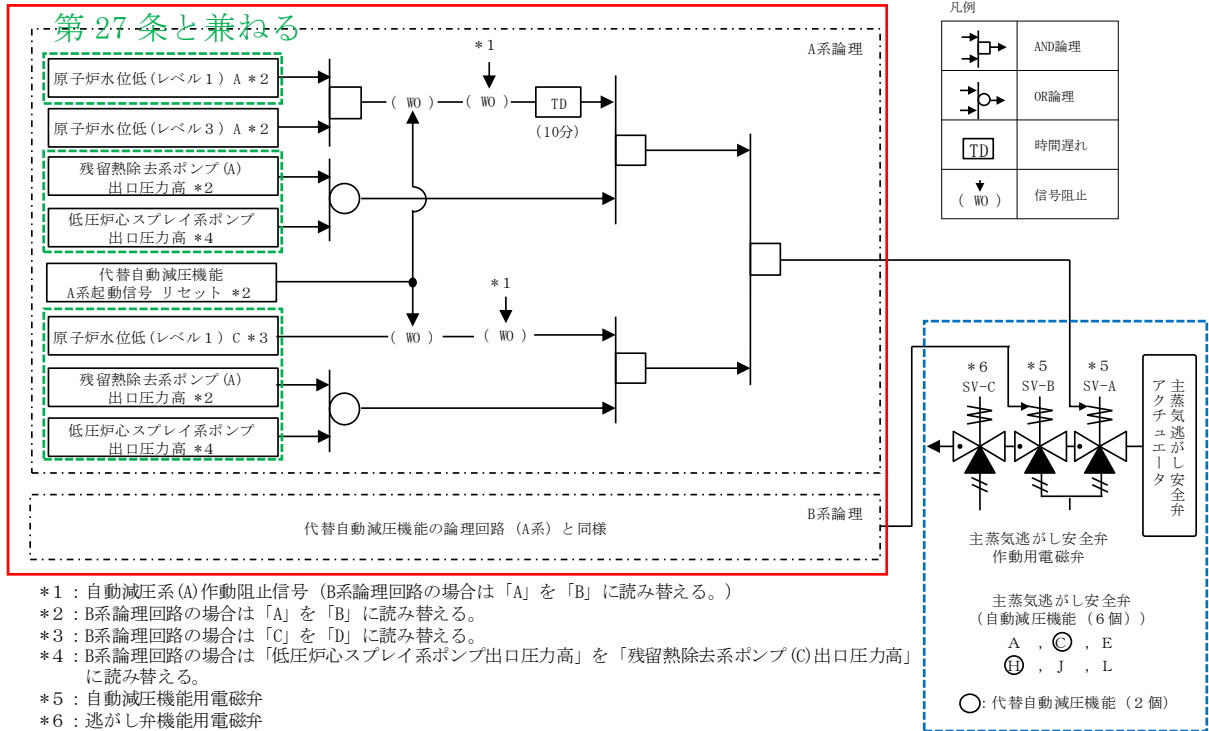 第 27 条と兼ねる
A系論理
原子炉水位低(レベル１) A *2
原子炉水位低(レベル３) A *2
残留熱除去系ポンプ(A)
出口圧力高 *2
低圧炉心スプレイ系ポンプ
出口圧力高 *4
代替自動減圧機能
A系起動信号 リセット *2
原子炉水位低(レベル１) C *3
残留熱除去系ポンプ(A)
出口圧力高 *2
低圧炉心スプレイ系ポンプ
出口圧力高 *4
*1
( WO )
( WO )
TD
(10分)
*1
( WO )
( WO )
B系論理
代替自動減圧機能の論理回路 (A系) と同様
凡例
AND論理
OR論理
TD
時間遅れ
( WO )
信号阻止
*6
SV-C
*5
SV-B
*5
SV-A
主蒸気逃がし安全弁
アクチュエータ
主蒸気逃がし安全弁
作動用電磁弁
主蒸気逃がし安全弁
(自動減圧機能 (６個))
A , C , E
H , J , L
: 代替自動減圧機能 (２個)
*1 : 自動減圧系(A)作動阻止信号 (B系論理回路の場合は「A」を「B」に読み替える。)
*2 : B系論理回路の場合は「A」を「B」に読み替える。
*3 : B系論理回路の場合は「C」を「D」に読み替える。
*4 : B系論理回路の場合は「低圧炉心スプレイ系ポンプ出口圧力高」を「残留熱除去系ポンプ(C)出口圧力高」
に読み替える。
*5 : 自動減圧機能用電磁弁
*6 : 逃がし弁機能用電磁弁